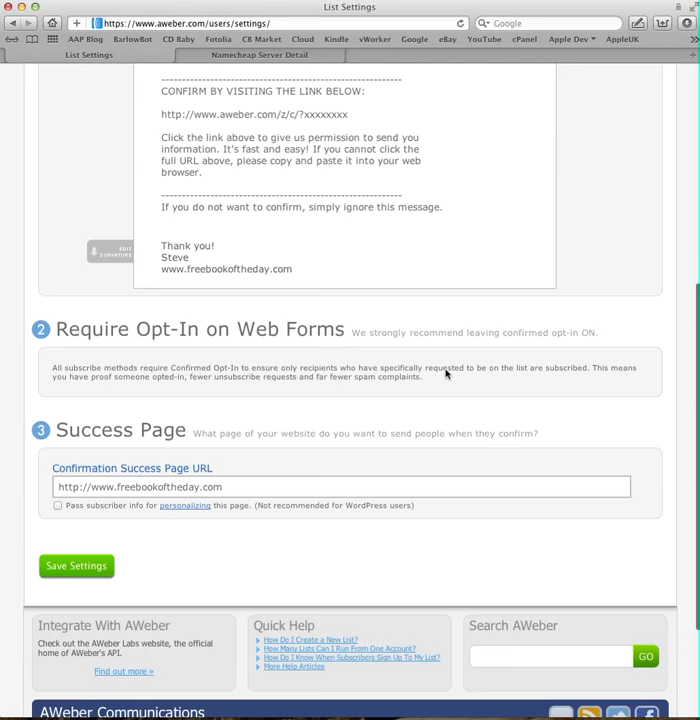 List Settings
https://www.aweber.com/users/settings/
Google
AAP Blog BarlowBot CD Baby Fotolia CB Market Cloud Kindle vWorker Google eBay YouTube cPanel Apple Dev AppleUK
List Settings Namecheap Server Detail
------------------------------------------------------------
CONFIRM BY VISITING THE LINK BELOW:
http://www.aweber.com/z/c/?xxxxxxxx
Click the link above to give us permission to send you
information. It's fast and easy! If you cannot click the
full URL above, please copy and paste it into your web
browser.
------------------------------------------------------------
If you do not want to confirm, simply ignore this message.
EDIT
SIGNATURE
Thank you!
Steve
www.freebookoftheday.com
2 Require Opt-In on Web Forms We strongly recommend leaving confirmed opt-in ON.
All subscribe methods require Confirmed Opt-In to ensure only recipients who have specifically requested to be on the list are subscribed. This means
you have proof someone opted-in, fewer unsubscribe requests and far fewer spam complaints.
3 Success Page What page of your website do you want to send people when they confirm?
Confirmation Success Page URL
http://www.freebookoftheday.com
Pass subscriber info for personalizing this page. (Not recommended for WordPress users)
Save Settings
Integrate With AWeber
Check out the AWeber Labs website, the official
home of AWeber's API.
Find out more »
Quick Help
How Do I Create a New List?
How Many Lists Can I Run From One Account?
How Do I Know When Subscribers Sign Up To My List?
More Help Articles
Search AWeber
GO
AWeber Communications